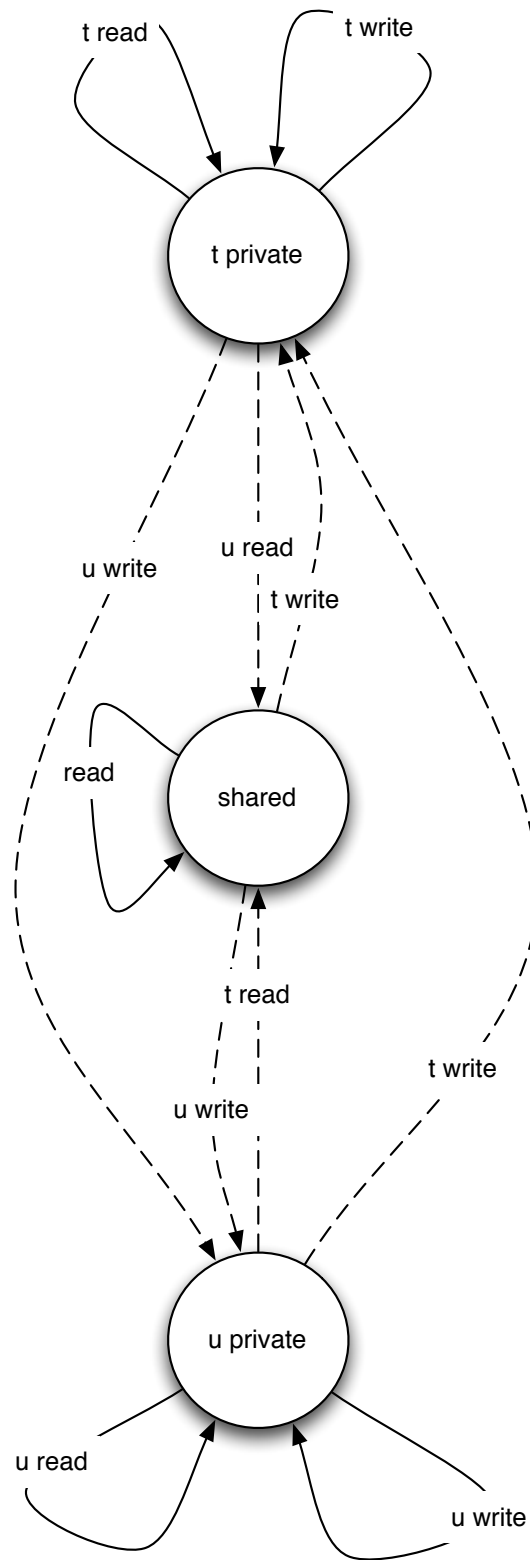 t read
t write
t private
u read
u write
t write
shared
read
t read
t write
u write
u private
u read
u write